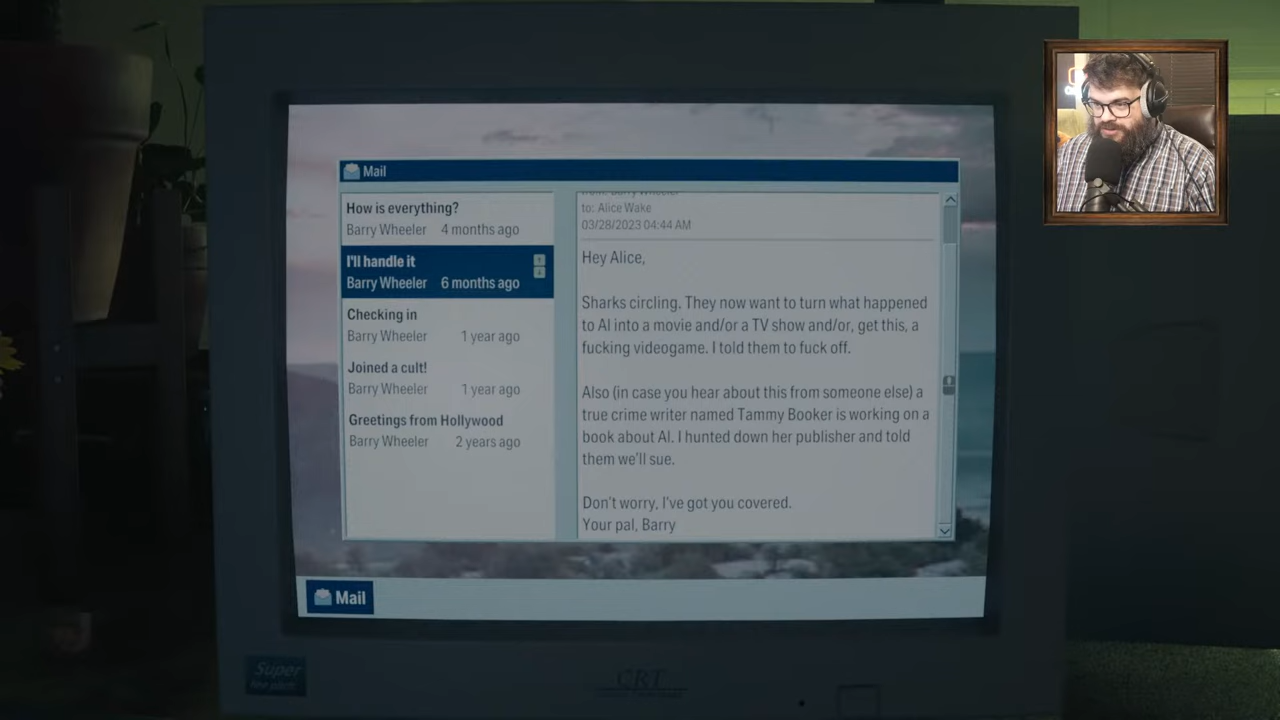 Mail
How is everything?
Barry Wheeler 4 months ago
I'll handle it
Barry Wheeler 6 months ago
Checking in
Barry Wheeler 1 year ago
Joined a cult!
Barry Wheeler 1 year ago
Greetings from Hollywood
Barry Wheeler 2 years ago
from: Barry Wheeler
to: Alice Wake
03/28/2023 04:44 AM
Hey Alice,
Sharks circling. They now want to turn what happened
to Al into a movie and/or a TV show and/or, get this, a
fucking videogame. I told them to fuck off.
Also (in case you hear about this from someone else) a
true crime writer named Tammy Booker is working on a
book about Al. I hunted down her publisher and told
them we'll sue.
Don't worry, I've got you covered.
Your pal, Barry
Mail
Super
CRT